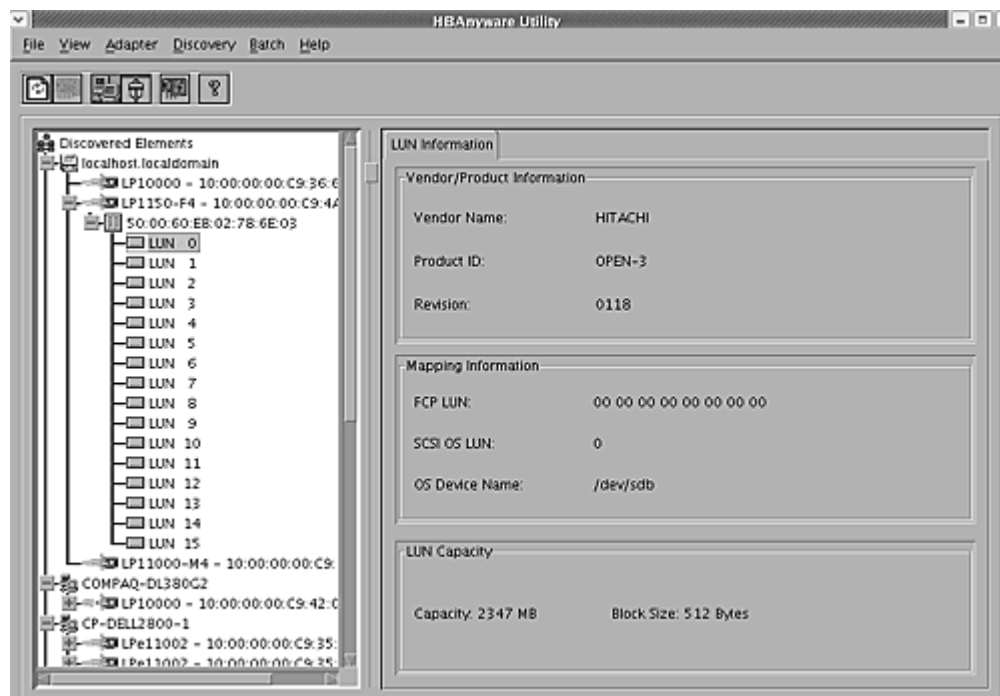 HBAnyware Utility
File View Adapter Discovery Batch Help
Discovered Elements
localhost.localdomain
LP10000 - 10:00:00:00:C9:36:6
LP1150-F4 - 10:00:00:00:C9:4A
50:00:60:E8:02:78:6E:03
LUN 0
LUN 1
LUN 2
LUN 3
LUN 4
LUN 5
LUN 6
LUN 7
LUN 8
LUN 9
LUN 10
LUN 11
LUN 12
LUN 13
LUN 14
LUN 15
LP11000-M4 - 10:00:00:00:C9:
COMPAQ-DL380G2
LP10000 - 10:00:00:00:C9:42:C
CP-DELL2800-1
LPe11002 - 10:00:00:00:C9:35:
LPe11002 - 10:00:00:00:C9:35:
LUN Information
Vendor/Product Information
Vendor Name: HITACHI
Product ID: OPEN-3
Revision: 0118
Mapping Information
FCP LUN: 00 00 00 00 00 00 00 00
SCSI OS LUN: 0
OS Device Name: /dev/sdb
LUN Capacity
Capacity: 2347 MB Block Size: 512 Bytes